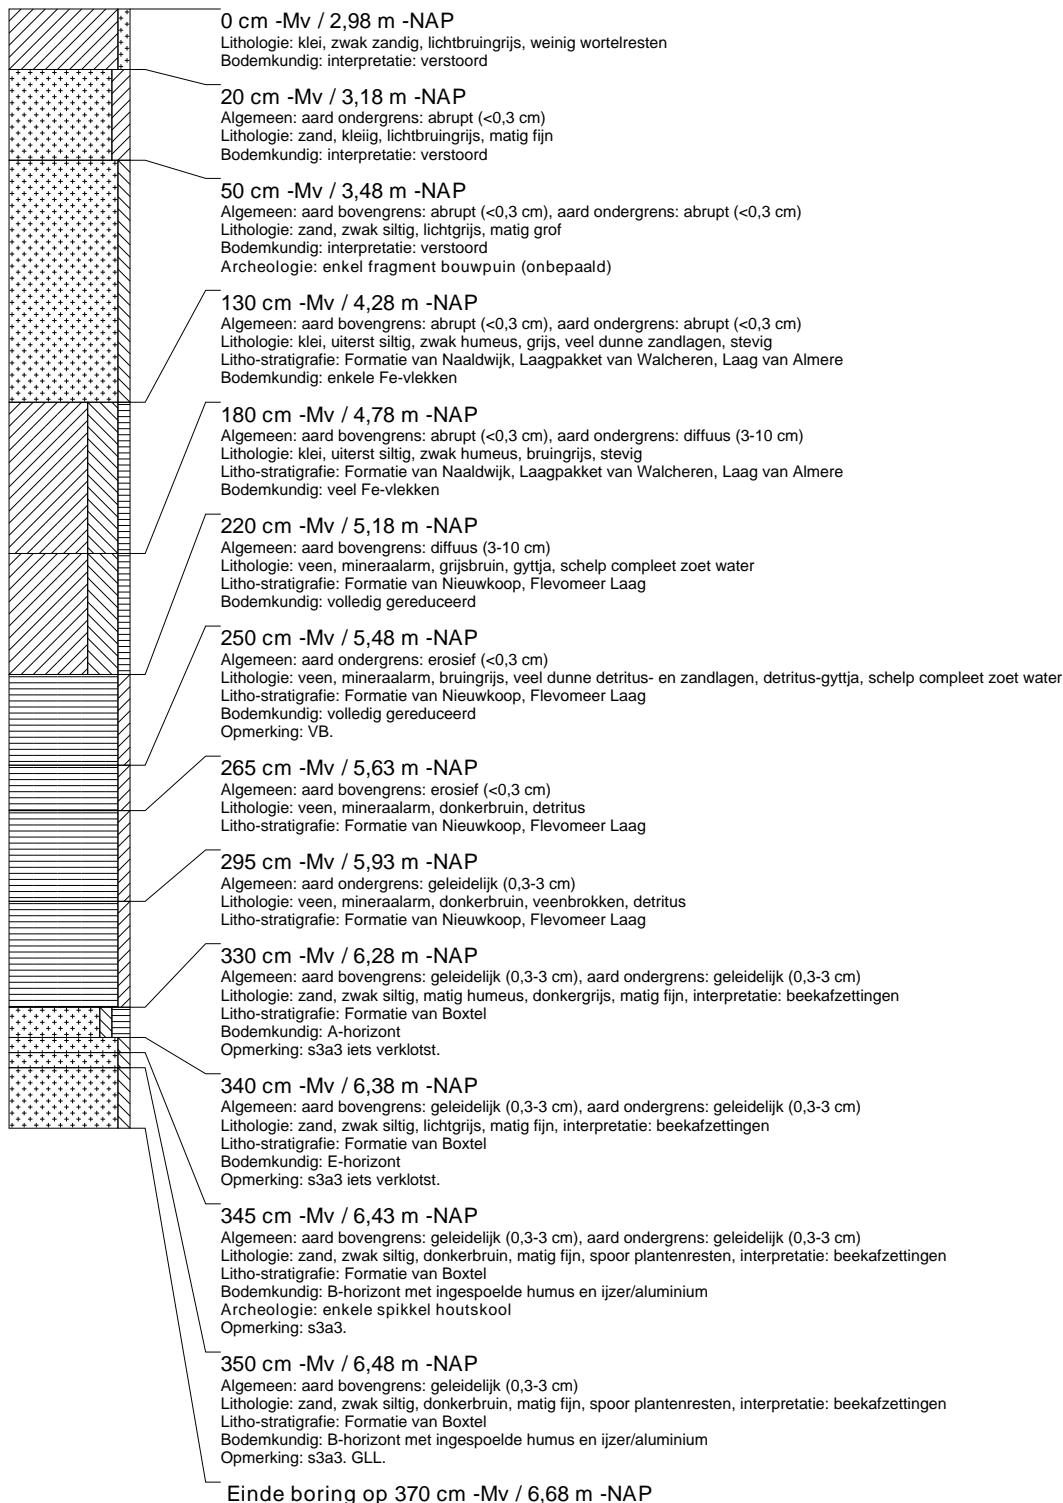 0 cm -Mv / 2,98 m -NAP
Lithologie: klei, zwak zandig, lichtbruingrijs, weinig wortelresten
Bodemkundig: interpretatie: verstoord
20 cm -Mv / 3,18 m -NAP
Algemeen: aard ondergrens: abrupt (<0,3 cm)
Lithologie: zand, kleiig, lichtbruingrijs, matig fijn
Bodemkundig: interpretatie: verstoord
50 cm -Mv / 3,48 m -NAP
Algemeen: aard bovengrens: abrupt (<0,3 cm), aard ondergrens: abrupt (<0,3 cm)
Lithologie: zand, zwak siltig, lichtgrijs, matig grof
Bodemkundig: interpretatie: verstoord
Archeologie: enkel fragment bouwpuin (onbepaald)
130 cm -Mv / 4,28 m -NAP
Algemeen: aard bovengrens: abrupt (<0,3 cm), aard ondergrens: abrupt (<0,3 cm)
Lithologie: klei, uiterst siltig, zwak humeus, grijs, veel dunne zandlagen, stevig
Litho-stratigrafie: Formatie van Naaldwijk, Laagpakket van Walcheren, Laag van Almere
Bodemkundig: enkele Fe-vlekken
180 cm -Mv / 4,78 m -NAP
Algemeen: aard bovengrens: abrupt (<0,3 cm), aard ondergrens: diffuus (3-10 cm)
Lithologie: klei, uiterst siltig, zwak humeus, bruingrijs, stevig
Litho-stratigrafie: Formatie van Naaldwijk, Laagpakket van Walcheren, Laag van Almere
Bodemkundig: veel Fe-vlekken
220 cm -Mv / 5,18 m -NAP
Algemeen: aard bovengrens: diffuus (3-10 cm)
Lithologie: veen, mineraalarm, grijsbruin, gyttja, schelp compleet zoet water
Litho-stratigrafie: Formatie van Nieuwkoop, Flevomeer Laag
Bodemkundig: volledig gereduceerd
250 cm -Mv / 5,48 m -NAP
Algemeen: aard ondergrens: erosief (<0,3 cm)
Lithologie: veen, mineraalarm, bruingrijs, veel dunne detritus- en zandlagen, detritus-gyttja, schelp compleet zoet water
Litho-stratigrafie: Formatie van Nieuwkoop, Flevomeer Laag
Bodemkundig: volledig gereduceerd
Opmerking: VB.
265 cm -Mv / 5,63 m -NAP
Algemeen: aard bovengrens: erosief (<0,3 cm)
Lithologie: veen, mineraalarm, donkerbruin, detritus
Litho-stratigrafie: Formatie van Nieuwkoop, Flevomeer Laag
295 cm -Mv / 5,93 m -NAP
Algemeen: aard ondergrens: geleidelijk (0,3-3 cm)
Lithologie: veen, mineraalarm, donkerbruin, veenbrokken, detritus
Litho-stratigrafie: Formatie van Nieuwkoop, Flevomeer Laag
330 cm -Mv / 6,28 m -NAP
Algemeen: aard bovengrens: geleidelijk (0,3-3 cm), aard ondergrens: geleidelijk (0,3-3 cm)
Lithologie: zand, zwak siltig, matig humeus, donkergrijs, matig fijn, interpretatie: beekafzettingen
Litho-stratigrafie: Formatie van Boxtel
Bodemkundig: A-horizont
Opmerking: s3a3 iets verklotst.
340 cm -Mv / 6,38 m -NAP
Algemeen: aard bovengrens: geleidelijk (0,3-3 cm), aard ondergrens: geleidelijk (0,3-3 cm)
Lithologie: zand, zwak siltig, lichtgrijs, matig fijn, interpretatie: beekafzettingen
Litho-stratigrafie: Formatie van Boxtel
Bodemkundig: E-horizont
Opmerking: s3a3 iets verklotst.
345 cm -Mv / 6,43 m -NAP
Algemeen: aard bovengrens: geleidelijk (0,3-3 cm), aard ondergrens: geleidelijk (0,3-3 cm)
Lithologie: zand, zwak siltig, donkerbruin, matig fijn, spoor plantenresten, interpretatie: beekafzettingen
Litho-stratigrafie: Formatie van Boxtel
Bodemkundig: B-horizont met ingespoelde humus en ijzer/aluminium
Archeologie: enkele spikkel houtskool
Opmerking: s3a3.
350 cm -Mv / 6,48 m -NAP
Algemeen: aard bovengrens: geleidelijk (0,3-3 cm)
Lithologie: zand, zwak siltig, donkerbruin, matig fijn, spoor plantenresten, interpretatie: beekafzettingen
Litho-stratigrafie: Formatie van Boxtel
Bodemkundig: B-horizont met ingespoelde humus en ijzer/aluminium
Opmerking: s3a3. GLL.
Einde boring op 370 cm -Mv / 6,68 m -NAP